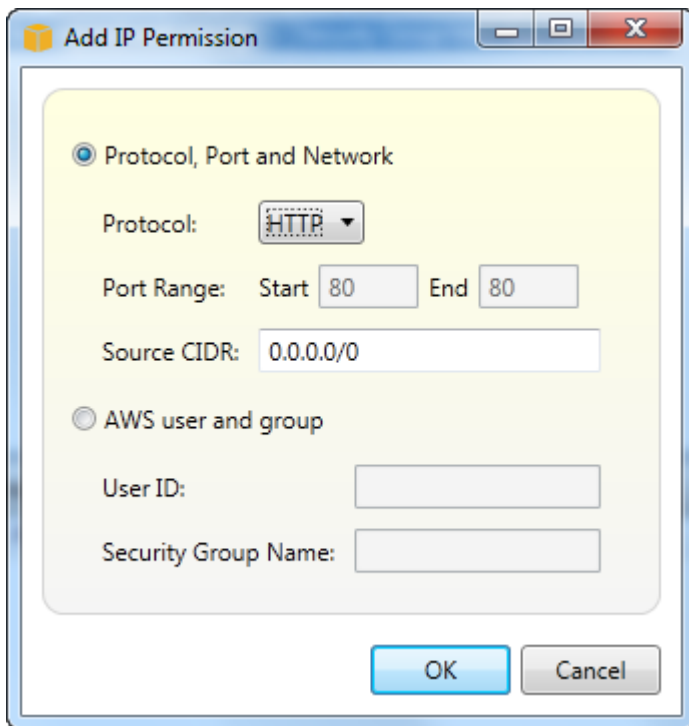 Add IP Permission
Protocol, Port and Network
Protocol: HTTP
Port Range: Start 80 End 80
Source CIDR: 0.0.0.0/0
AWS user and group
User ID:
Security Group Name:
OK Cancel